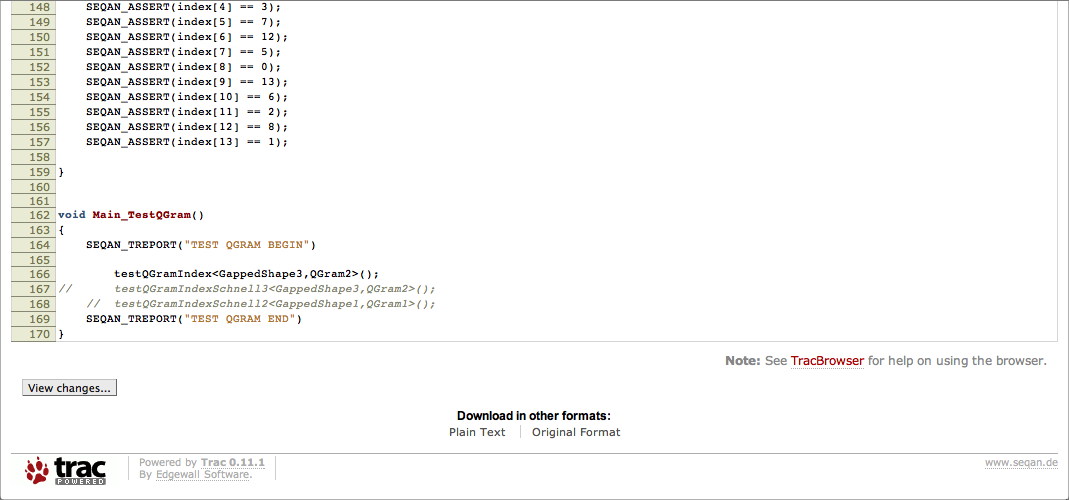 148 SEQAN_ASSERT(index[4] == 3);
149 SEQAN_ASSERT(index[5] == 7);
150 SEQAN_ASSERT(index[6] == 12);
151 SEQAN_ASSERT(index[7] == 5);
152 SEQAN_ASSERT(index[8] == 0);
153 SEQAN_ASSERT(index[9] == 13);
154 SEQAN_ASSERT(index[10] == 6);
155 SEQAN_ASSERT(index[11] == 2);
156 SEQAN_ASSERT(index[12] == 8);
157 SEQAN_ASSERT(index[13] == 1);
158
159 }
160
161
162 void Main_TestQGram()
163 {
164 SEQAN_TREPORT("TEST QGRAM BEGIN")
165
166 testQGramIndex<GappedShape3,QGram2>();
167 // testQGramIndexSchnell3<GappedShape3,QGram2>();
168 // testQGramIndexSchnell2<GappedShape1,QGram1>();
169 SEQAN_TREPORT("TEST QGRAM END")
170 }
Note: See TracBrowser for help on using the browser.
View changes...
Download in other formats:
Plain Text Original Format
trac POWERED
Powered by Trac 0.11.1
By Edgewall Software.
www.seqan.de